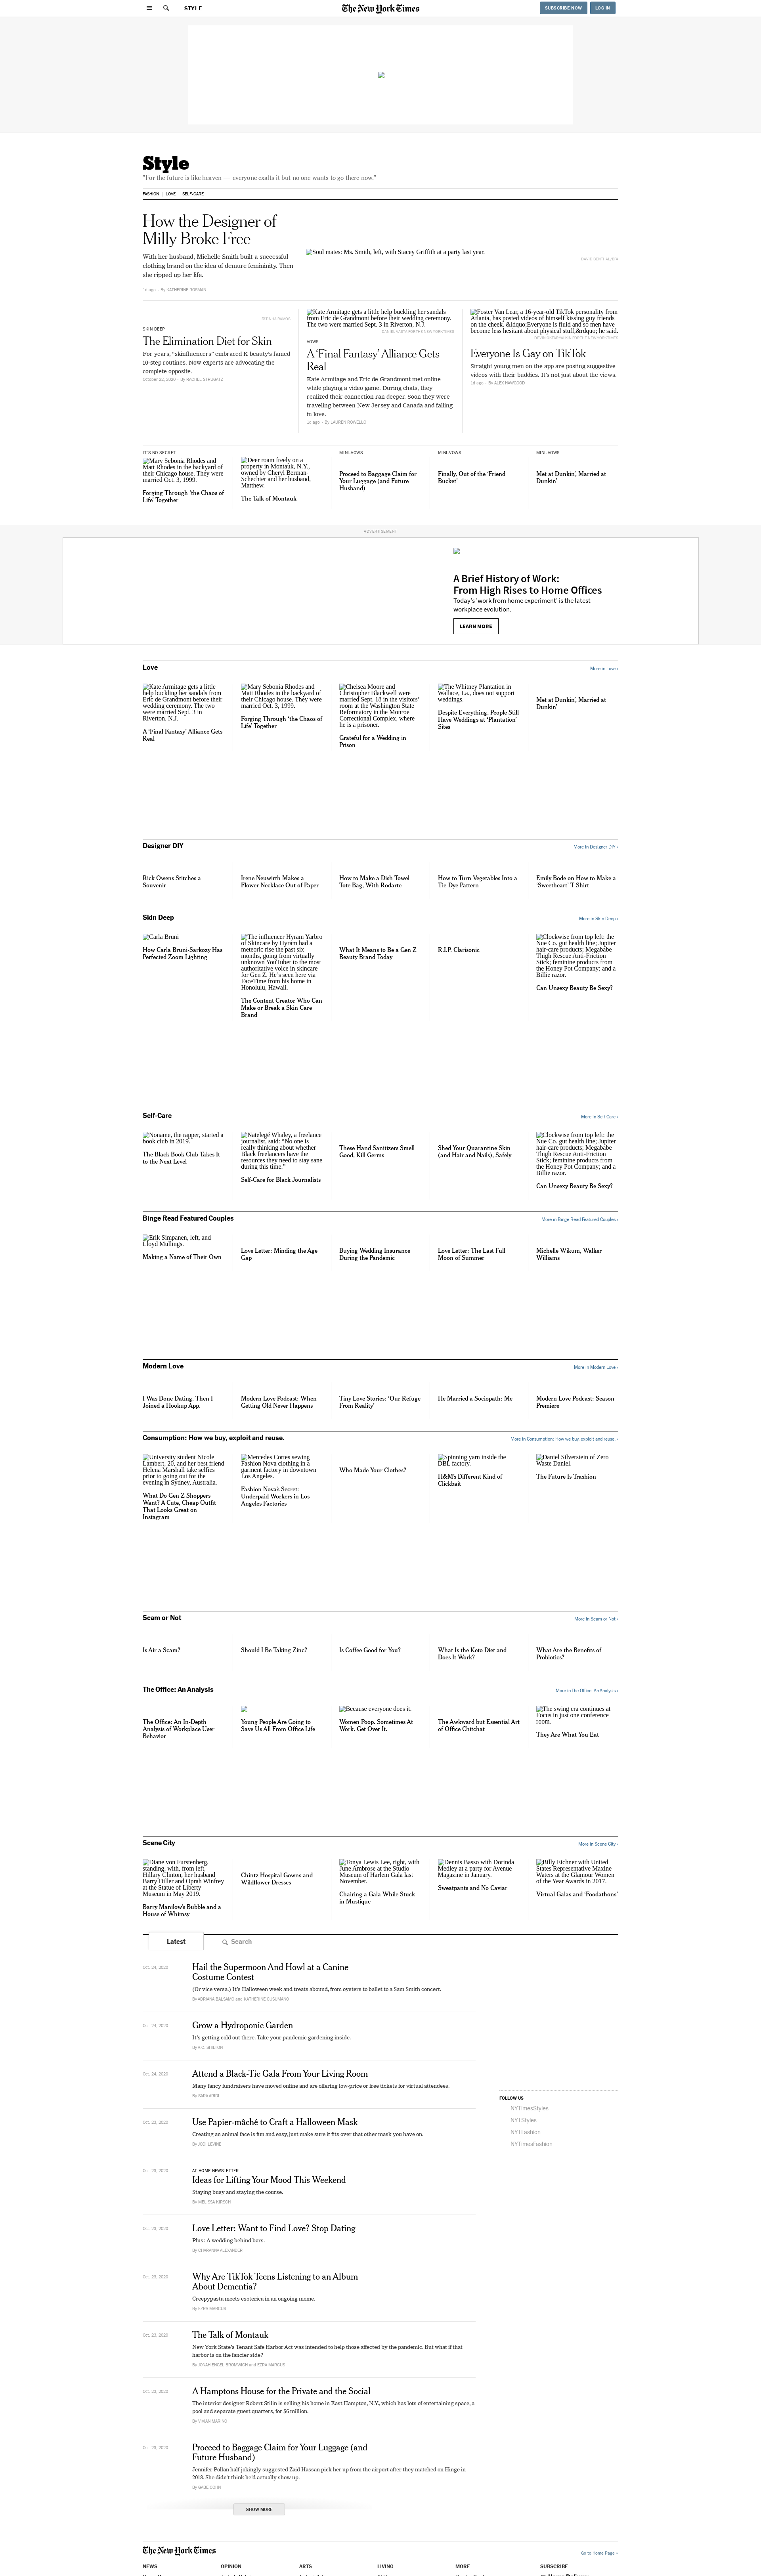 STYLE
The New York Times
SUBSCRIBE NOW
LOG IN
Style
"For the future is like heaven — everyone exalts it but no one wants to go there now."
FASHION
LOVE
SELF-CARE
How the Designer of
Milly Broke Free
With her husband, Michelle Smith built a successful
clothing brand on the idea of demure femininity. Then
she ripped up her life.
1d ago • By KATHERINE ROSMAN
Soul mates: Ms. Smith, left, with Stacey Griffith at a party last year.
SKIN DEEP
The Elimination Diet for Skin
For years, “skinfluencers” embraced K-beauty’s famed
10-step routines. Now experts are advocating the
complete opposite.
October 23, 2020 • By RACHEL STRUGATZ
Kate Armitage gets a little help buckling her sandals
from Eric de Grandmont before their wedding ceremony. The
two were married Sept. 3 in Riverton, N.J.
VOWS
A ‘Final Fantasy’ Alliance Gets
Real
Kate Armitage and Eric de Grandmont met online
while playing a video game. During chats, they
realized their connection ran deeper. Soon they were
traveling between New Jersey and Canada and falling
in love.
1d ago • By LAUREN ROWELLO
Foster Van Lear, a 16-year-old TikTok personality from
Atlanta, has posted videos of himself kissing boy friends
on the cheek. &ldquo;Everyone is fluid and so men have
become less hesitant about physical stuff,&rdquo; he said.
Everyone Is Gay on TikTok
Straight young men on the app are posting suggestive
videos with their buddies. It’s not just about the views.
1d ago • By ALEX HAWGOOD
IT’S NO SECRET
Mary Sebonia Rhodes and
Matt Rhodes in the backyard of
their Chicago house. They were
married Oct. 3, 1999.
Forging Through ‘the Chaos of
Life’ Together
Deer roam freely on a
property in Montauk, N.Y.,
owned by Cheryl Berman-
Schechter and her husband,
Matthew.
The Talk of Montauk
MINI-VOWS
Proceed to Baggage Claim for
Your Luggage (and Future
Husband)
MINI-VOWS
Finally, Out of the ‘Friend
Bucket’
MINI-VOWS
Met at Dunkin’, Married at
Dunkin’
ADVERTISEMENT
A Brief History of Work:
From High Rises to Home Offices
Today's 'work from home experiment' is the latest
workplace evolution.
LEARN MORE
Love
More in Love ›
Kate Armitage gets a little
help buckling her sandals from
Eric de Grandmont before their
wedding ceremony. The two
were married Sept. 3 in
Riverton, N.J.
A ‘Final Fantasy’ Alliance Gets
Real
Mary Sebonia Rhodes and
Matt Rhodes in the backyard of
their Chicago house. They were
married Oct. 3, 1999.
Forging Through ‘the Chaos of
Life’ Together
Chelsea Moore and
Christopher Blackwell were
married Sept. 18 in the visitors’
room at the Washington State
Reformatory in the Monroe
Correctional Complex, where
he is a prisoner.
Grateful for a Wedding in
Prison
The Whitney Plantation in
Wallace, La., does not support
weddings.
Despite Everything, People Still
Have Weddings at ‘Plantation’
Sites
Met at Dunkin’, Married at
Dunkin’
Designer DIY
More in Designer DIY ›
Rick Owens Stitches a
Souvenir
Irene Neuwirth Makes a
Flower Necklace Out of Paper
How to Make a Dish Towel
Tote Bag, With Rodarte
How to Turn Vegetables Into a
Tie-Dye Pattern
Emily Bode on How to Make a
‘Sweetheart’ T-Shirt
Skin Deep
More in Skin Deep ›
Carla Bruni
How Carla Bruni-Sarkozy Has
Perfected Zoom Lighting
The influencer Hyram Yarbro
of Skincare by Hyram had a
meteoric rise the past six
months, going from virtually
unknown YouTuber to the most
authoritative voice in skincare
for Gen Z. He’s seen here via
FaceTime from his home in
Honolulu, Hawaii.
The Content Creator Who Can
Make or Break a Skin Care
Brand
What It Means to Be a Gen Z
Beauty Brand Today
R.I.P. Clarisonic
Clockwise from top left: the
Nue Co. gut health line; Jupiter
hair-care products; Megababe
Thigh Rescue Anti-Friction
Stick; feminine products from
the Honey Pot Company; and a
Billie razor.
Can Unsexy Beauty Be Sexy?
Self-Care
More in Self-Care ›
Noname, the rapper, started a
book club in 2019.
The Black Book Club Takes It
to the Next Level
Natelegé Whaley, a freelance
journalist, said: “No one is
really thinking about whether
Black freelancers have the
resources they need to stay sane
during this time.”
Self-Care for Black Journalists
These Hand Sanitizers Smell
Good, Kill Germs
Shed Your Quarantine Skin
(and Hair and Nails), Safely
Clockwise from top left: the
Nue Co. gut health line; Jupiter
hair-care products; Megababe
Thigh Rescue Anti-Friction
Stick; feminine products from
the Honey Pot Company; and a
Billie razor.
Can Unsexy Beauty Be Sexy?
Binge Read Featured Couples
More in Binge Read Featured Couples ›
Erik Simpanen, left, and
Lloyd Mullings.
Making a Name of Their Own
Love Letter: Minding the Age
Gap
Buying Wedding Insurance
During the Pandemic
Love Letter: The Last Full
Moon of Summer
Michelle Wikum, Walker
Williams
Modern Love
More in Modern Love ›
I Was Done Dating. Then I
Joined a Hookup App.
Modern Love Podcast: When
Getting Old Never Happens
Tiny Love Stories: ‘Our Refuge
From Reality’
He Married a Sociopath: Me
Modern Love Podcast: Season
Premiere
Consumption: How we buy, exploit and reuse.
More in Consumption: How we buy, exploit and reuse. ›
University student Nicole
Lambert, 20, and her best friend
Helena Marshall take selfies
prior to going out for the
evening in Sydney, Australia.
What Do Gen Z Shoppers
Want? A Cute, Cheap Outfit
That Looks Great on
Instagram
Mercedes Cortes sewing
Fashion Nova clothing in a
garment factory in downtown
Los Angeles.
Fashion Nova’s Secret:
Underpaid Workers in Los
Angeles Factories
Who Made Your Clothes?
Spinning yarn inside the
DBL factory.
H&M’s Different Kind of
Clickbait
Daniel Silverstein of Zero
Waste Daniel.
The Future Is Trashion
Scam or Not
More in Scam or Not ›
Is Air a Scam?
Should I Be Taking Zinc?
Is Coffee Good for You?
What Is the Keto Diet and
Does It Work?
What Are the Benefits of
Probiotics?
The Office: An Analysis
More in The Office: An Analysis ›
The Office: An In-Depth
Analysis of Workplace User
Behavior
Young People Are Going to
Save Us All From Office Life
Because everyone does it.
Women Poop. Sometimes At
Work. Get Over It.
The Awkward but Essential Art
of Office Chitchat
The swing era continues at
Focus in just one conference
room.
They Are What You Eat
Scene City
More in Scene City ›
Diane von Furstenberg,
standing, with, from left,
Hillary Clinton, her husband
Barry Diller and Oprah Winfrey
at the Statue of Liberty
Museum in May 2019.
Barry Manilow’s Bubble and a
House of Whimsy
Chintz Hospital Gowns and
Wildflower Dresses
Tonya Lewis Lee, right, with
June Ambrose at the Studio
Museum of Harlem Gala last
November.
Chairing a Gala While Stuck
in Mustique
Dennis Basso with Dorinda
Medley at a party for Avenue
Magazine in January.
Sweatpants and No Caviar
Billy Eichner with United
States Representative Maxine
Waters at the Glamour Women
of the Year Awards in 2017.
Virtual Galas and ‘Foodathons’
Latest
Search
Oct. 24, 2020
Hail the Supermoon And Howl at a Canine
Costume Contest
(Or vice versa.) It’s Halloween week and treats abound, from oysters to ballet to a Sam Smith concert.
By ADRIANA BALSAMO and KATHERINE CUSUMANO
Oct. 24, 2020
Grow a Hydroponic Garden
It’s getting cold out there. Take your pandemic gardening inside.
By A.C. SHILTON
Oct. 24, 2020
Attend a Black-Tie Gala From Your Living Room
Many fancy fundraisers have moved online and are offering low-price or free tickets for virtual attendees.
By SARA ARIDI
Oct. 23, 2020
Use Papier-mâché to Craft a Halloween Mask
Creating an animal face is fun and easy, just make sure it fits over that other mask you have on.
By JODI LEVINE
Oct. 23, 2020
AT HOME NEWSLETTER
Ideas for Lifting Your Mood This Weekend
Staying busy and staying the course.
By MELISSA KIRSCH
Oct. 23, 2020
Love Letter: Want to Find Love? Stop Dating
Plus: A wedding behind bars.
By CHARANNA ALEXANDER
Oct. 23, 2020
Why Are TikTok Teens Listening to an Album
About Dementia?
Creepypasta meets esoterica in an ongoing meme.
By EZRA MARCUS
Oct. 23, 2020
The Talk of Montauk
New York State’s Tenant Safe Harbor Act was intended to help those affected by the pandemic. But what if that
harbor is on the fancier side?
By JONAH ENGEL BROMWICH and EZRA MARCUS
Oct. 23, 2020
A Hamptons House for the Private and the Social
The interior designer Robert Stilin is selling his home in East Hampton, N.Y., which has lots of entertaining space, a
pool and separate guest quarters, for $6 million.
By VIVIAN MARINO
Oct. 23, 2020
Proceed to Baggage Claim for Your Luggage (and
Future Husband)
Jennifer Pollan half-jokingly suggested Zaid Hassan pick her up from the airport after they matched on Hinge in
2018. She didn’t think he’d actually show up.
By GABE COHN
SHOW MORE
FOLLOW US
NYTimesStyles
NYTStyles
NYTFashion
NYTimesFashion
The New York Times
Go to Home Page »
NEWS
OPINION
ARTS
LIVING
MORE
SUBSCRIBE